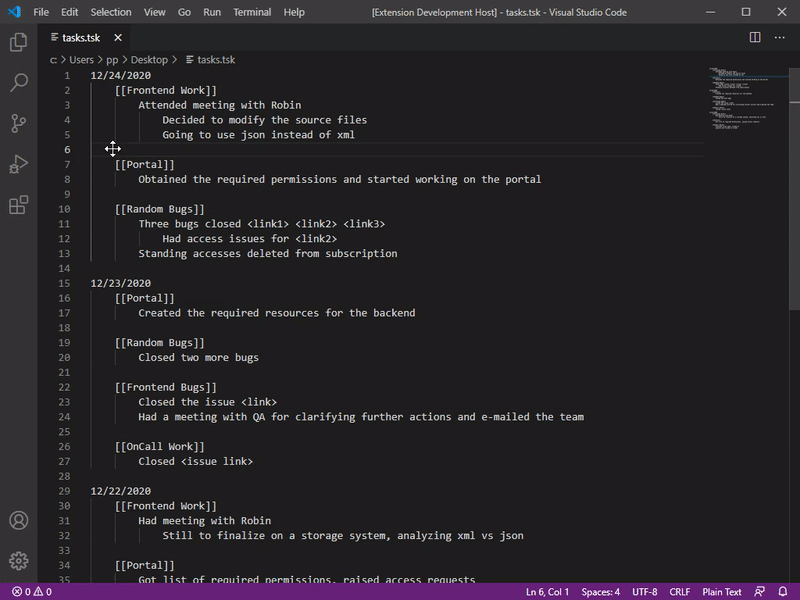 File Edit Selection View Go Run Terminal Help [Extension Development Host] - tasks.tsk - Visual Studio Code
tasks.tsk
c > Users > pp > Desktop > tasks.tsk
1 12/24/2020
2 [[Frontend Work]]
3 Attended meeting with Robin
4 Decided to modify the source files
5 Going to use json instead of xml
6
7 [[Portal]]
8 Obtained the required permissions and started working on the portal
9
10 [[Random Bugs]]
11 Three bugs closed <link1> <link2> <link3>
12 Had access issues for <link2>
13 Standing accesses deleted from subscription
14
15 12/23/2020
16 [[Portal]]
17 Created the required resources for the backend
18
19 [[Random Bugs]]
20 Closed two more bugs
21
22 [[Frontend Bugs]]
23 Closed the issue <link>
24 Had a meeting with QA for clarifying further actions and e-mailed the team
25
26 [[OnCall Work]]
27 Closed <issue link>
28
29 12/22/2020
30 [[Frontend Work]]
31 Had meeting with Robin
32 Still to finalize on a storage system, analyzing xml vs json
33
34 [[Portal]]
35 Got list of required permissions, raised access requests
0 0 Ln 6, Col 1 Spaces: 4 UTF-8 CRLF Plain Text